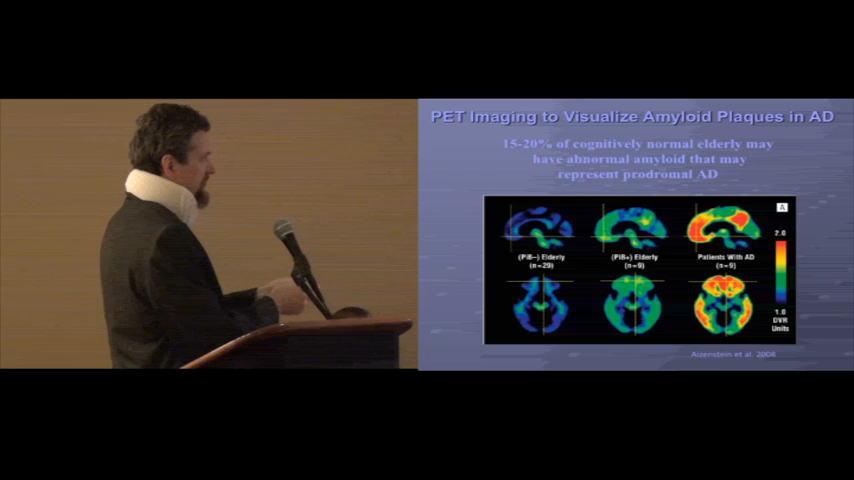 PET Imaging to Visualize Amyloid Plaques in AD
15-20% of cognitively normal elderly may
have abnormal amyloid that may
represent prodromal AD
A
2.0
(PiB−) Elderly (PiB+) Elderly Patients With AD
(n=29) (n=9) (n=9)
1.0
DVR
Units
Aizenstein et al. 2008